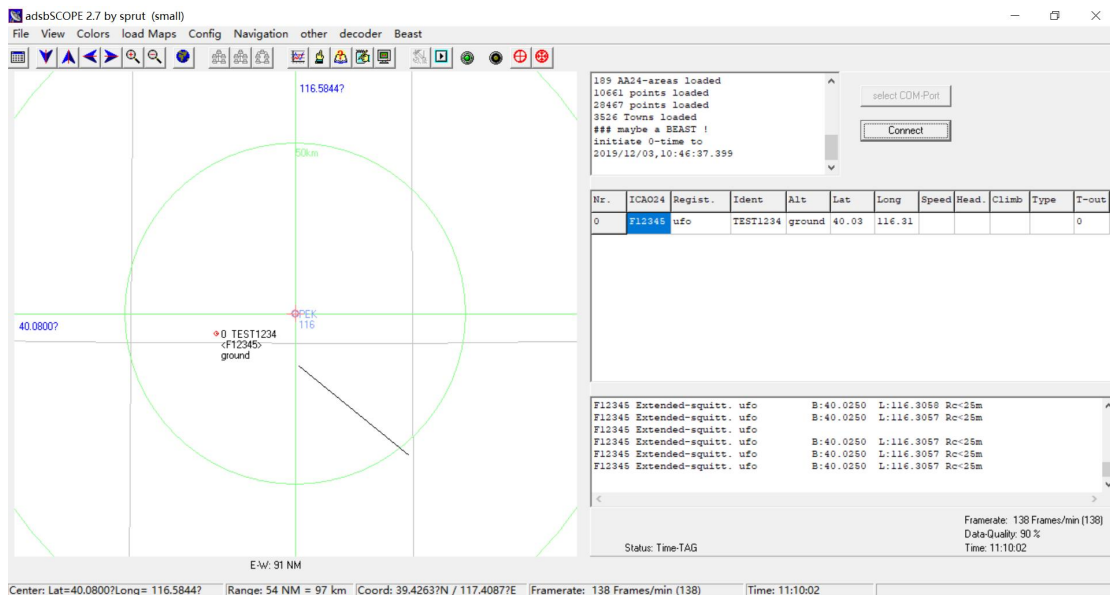 adsbSCOPE 2.7 by sprut (small)
File View Colors load Maps Config Navigation other decoder Beast
116.5844?
50km
PEK
116
40.0800?
0 TEST1234
<F12345>
ground
E-W: 91 NM
189 AA24-areas loaded
10661 points loaded
28467 points loaded
3526 Towns loaded
### maybe a BEAST !
initiate 0-time to
2019/12/03,10:46:37.399
select COM-Port
Connect
Nr. ICAO24 Regist. Ident Alt Lat Long Speed Head. Climb Type T-out
0 F12345 ufo TEST1234 ground 40.03 116.31 0
F12345 Extended-squitt. ufo B:40.0250 L:116.3058 Rc<25m
F12345 Extended-squitt. ufo B:40.0250 L:116.3057 Rc<25m
F12345 Extended-squitt. ufo
F12345 Extended-squitt. ufo B:40.0250 L:116.3057 Rc<25m
F12345 Extended-squitt. ufo B:40.0250 L:116.3057 Rc<25m
F12345 Extended-squitt. ufo B:40.0250 L:116.3057 Rc<25m
Framerate: 138 Frames/min (138)
Data-Quality: 90 %
Status: Time-TAG Time: 11:10:02
Center: Lat=40.0800?Long= 116.5844? Range: 54 NM = 97 km Coord: 39.4263?N / 117.4087?E Framerate: 138 Frames/min (138) Time: 11:10:02